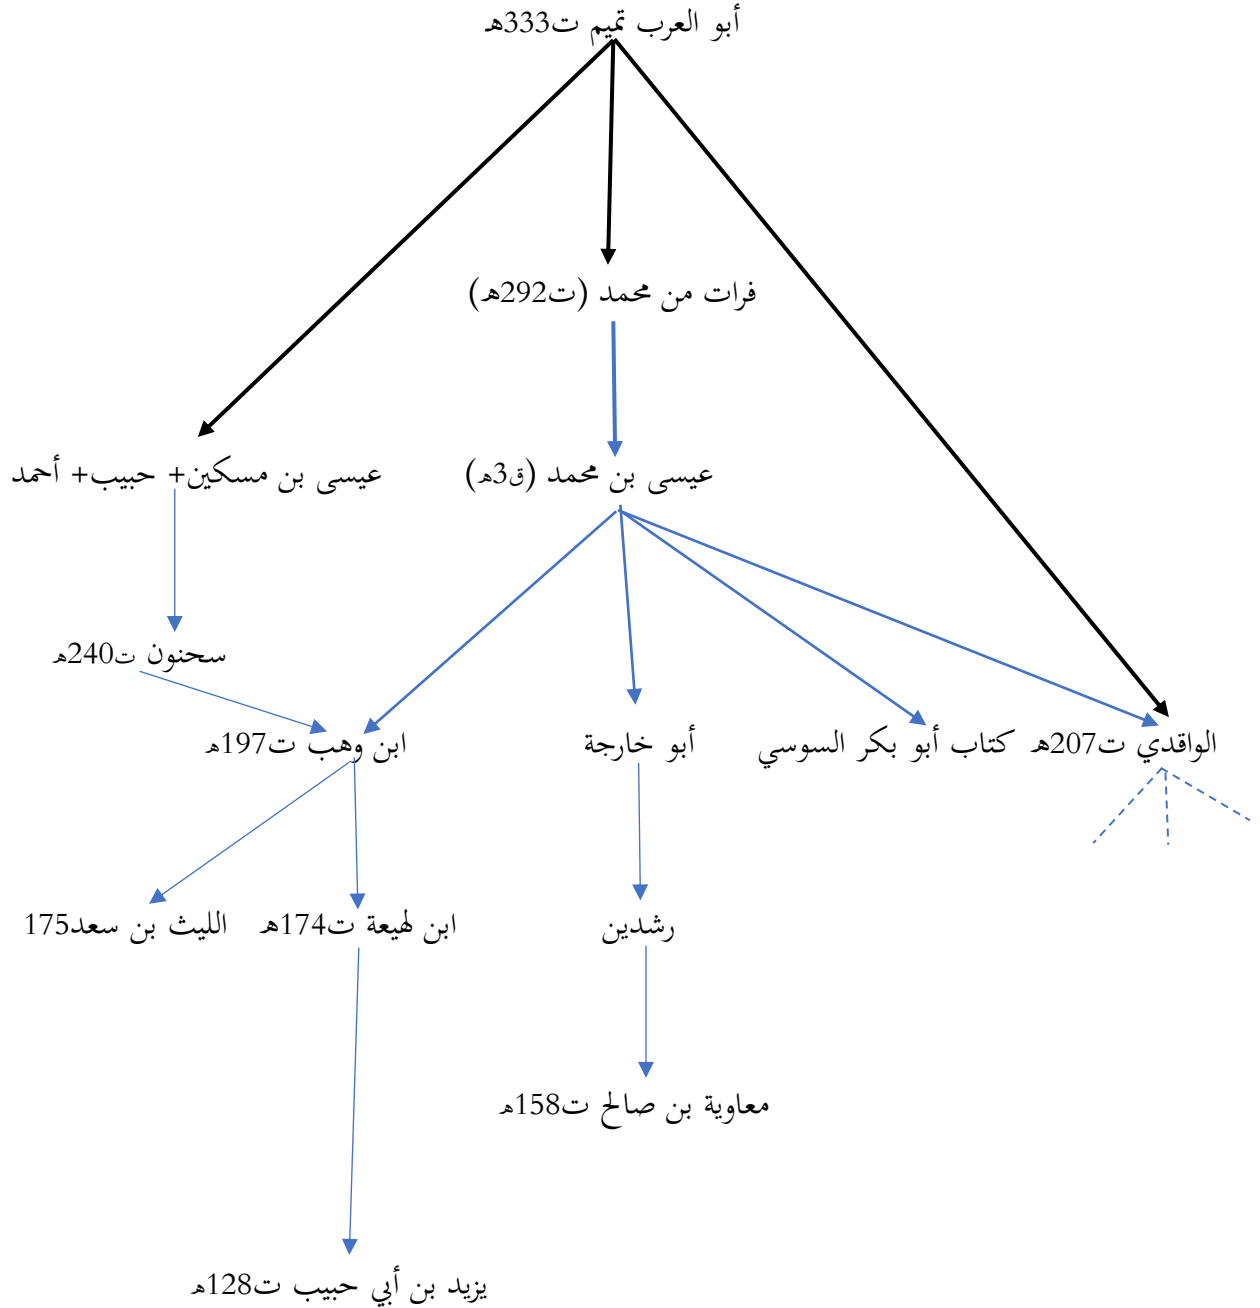 أبو العرب تميم ت333هـ
فرات من محمد (ت292هـ)
عيسى بن محمد (ق3هـ)
عيسى بن مسكين+ حبيب+ أحمد
سحنون ت240هـ
الواقدي ت207هـ
كتاب أبو بكر السوسي
أبو خارجة
ابن وهب ت197هـ
رشدين
ابن لهيعة ت174هـ
الليث بن سعد175
معاوية بن صالح ت158هـ
يزيد بن أبي حبيب ت128هـ